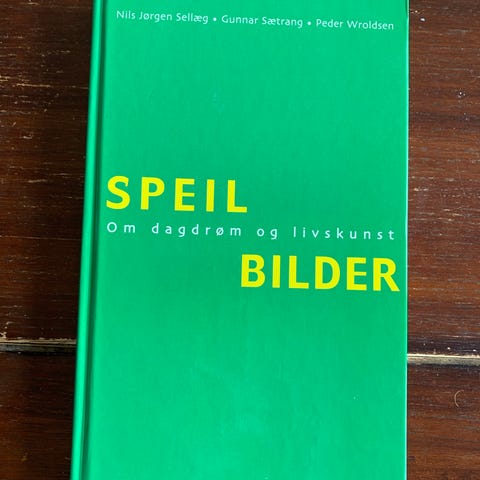 Nils Jørgen Sellæg • Gunnar Sætrang • Peder Wroldsen
SPEIL
Om dagdrøm og livskunst
BILDER